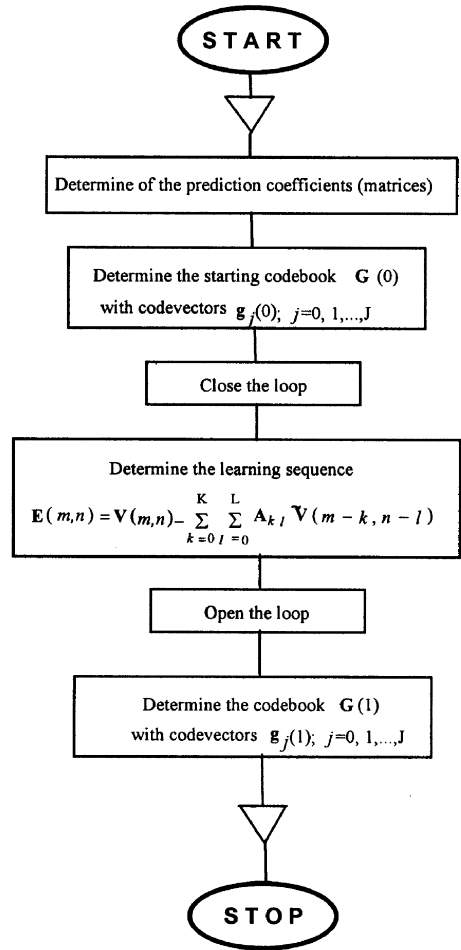 START
Determine of the prediction coefficients (matrices)
Determine the starting codebook G (0)
with codevectors g j(0); j=0, 1,...,J
Close the loop
Determine the learning sequence
K L
E(m,n) = V(m,n)- Σ Σ A k l Ṽ(m - k, n - l)
k=0 l=0
Open the loop
Determine the codebook G(1)
with codevectors g j(1); j=0, 1,...,J
STOP